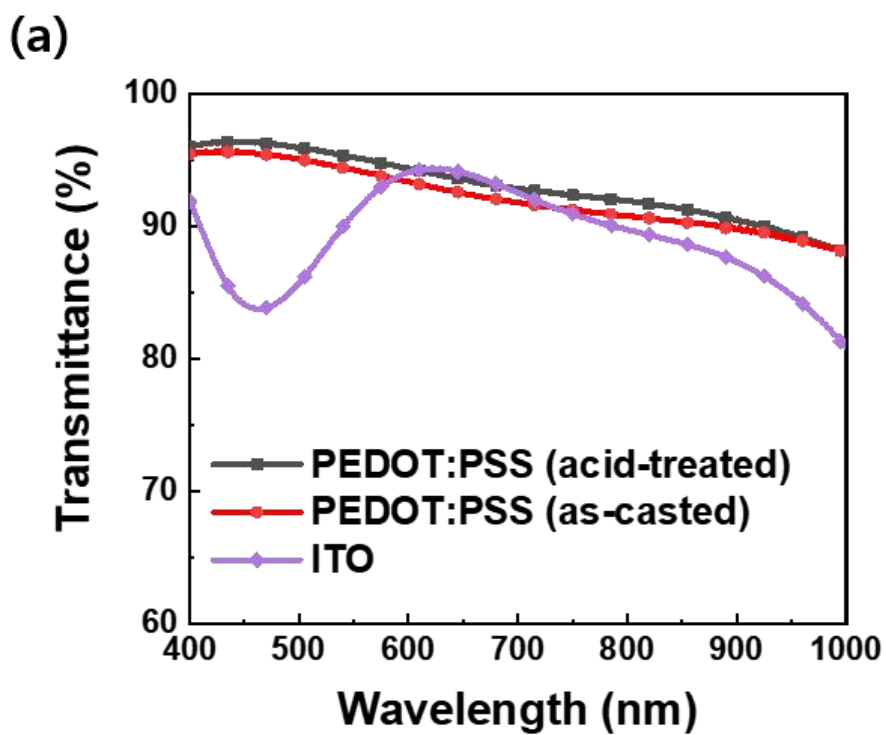 (a)
100
90
80
70
60
Transmittance (%)
PEDOT:PSS (acid-treated)
PEDOT:PSS (as-casted)
ITO
400 500 600 700 800 900 1000
Wavelength (nm)